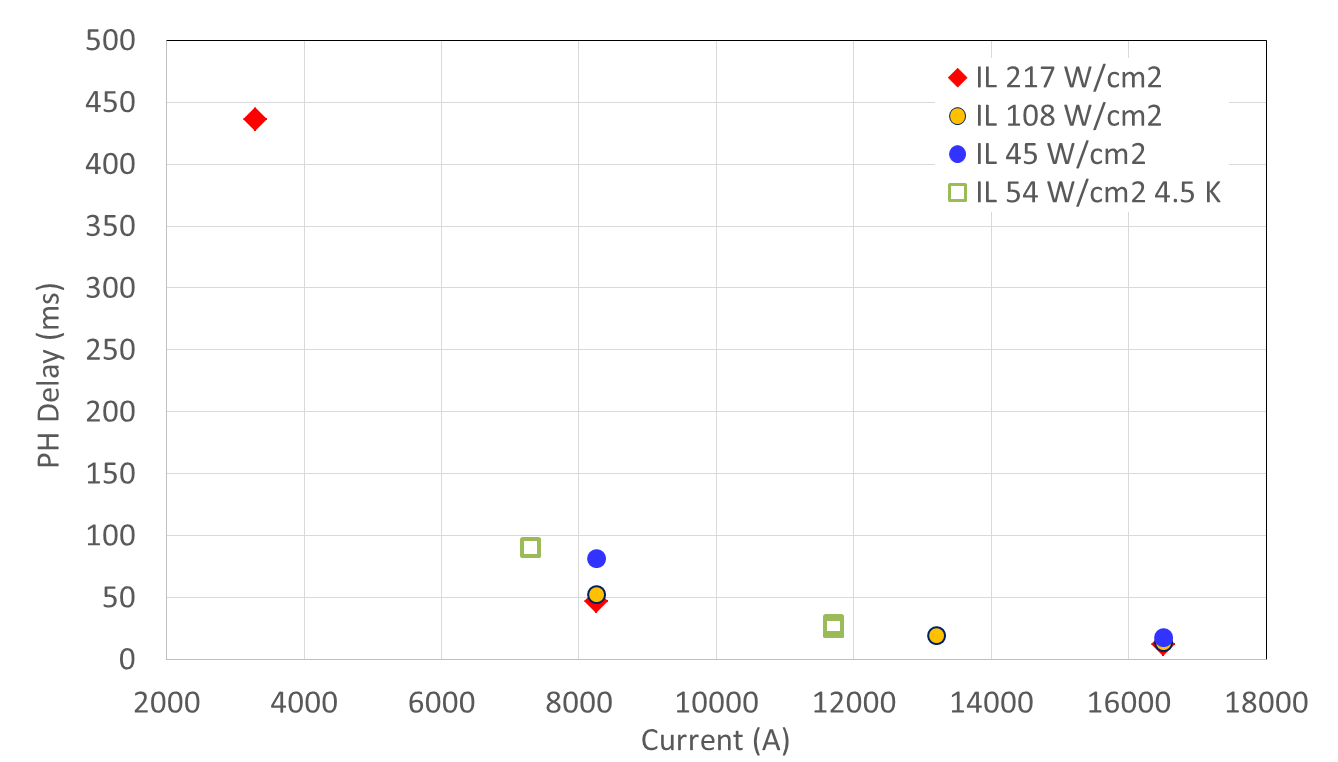 500
450
400
350
300
250
200
150
100
50
0
PH Delay (ms)
IL 217 W/cm2
IL 108 W/cm2
IL 45 W/cm2
IL 54 W/cm2 4.5 K
2000 4000 6000 8000 10000 12000 14000 16000 18000
Current (A)